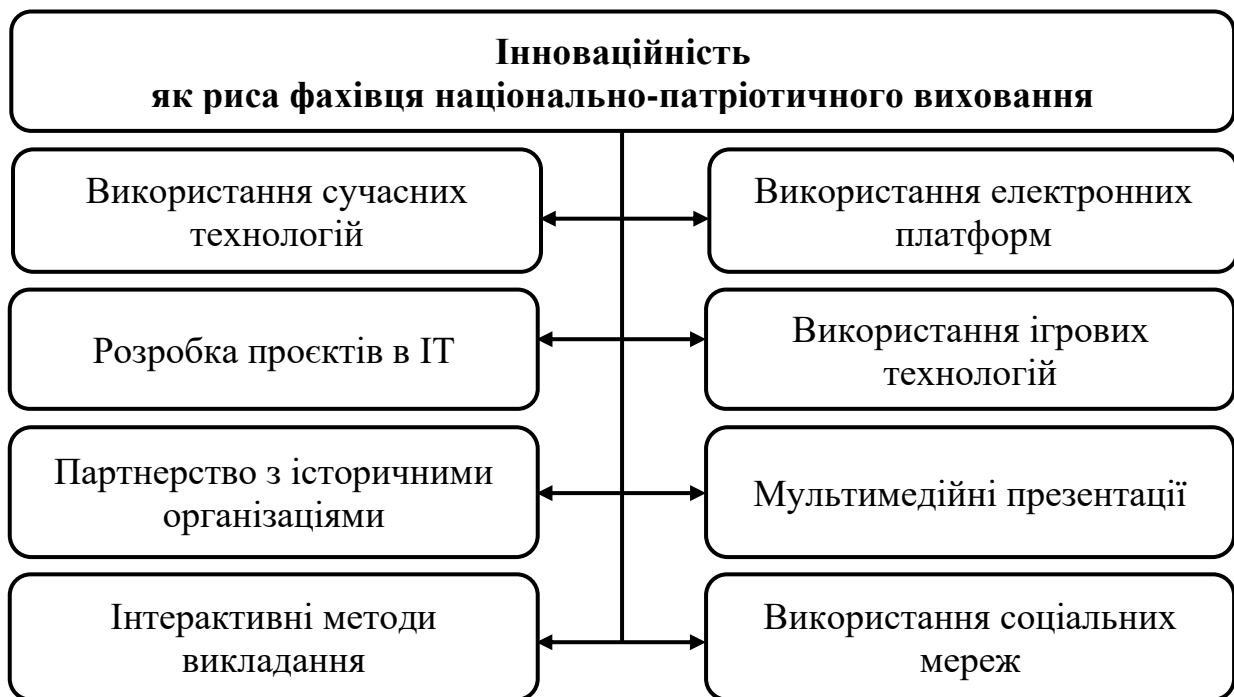 Інноваційність
як риса фахівця національно-патріотичного виховання
Використання сучасних
технологій
Використання електронних
платформ
Розробка проєктів в ІТ
Використання ігрових
технологій
Партнерство з історичними
організаціями
Мультимедійні презентації
Інтерактивні методи
викладання
Використання соціальних
мереж